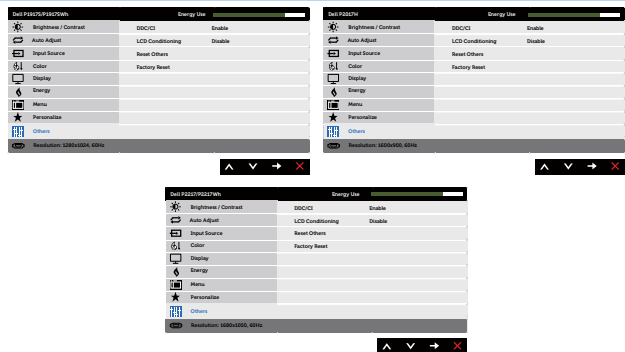 Dell P1917S/P1917SWh Energy Use
Brightness / Contrast DDC/CI Enable
Auto Adjust LCD Conditioning Disable
Input Source Reset Others
Color Factory Reset
Display
Energy
Menu
Personalize
Others
Resolution: 1280x1024, 60Hz
Dell P2017H Energy Use
Brightness / Contrast DDC/CI Enable
Auto Adjust LCD Conditioning Disable
Input Source Reset Others
Color Factory Reset
Display
Energy
Menu
Personalize
Others
Resolution: 1600x900, 60Hz
Dell P2217/P2217Wh Energy Use
Brightness / Contrast DDC/CI Enable
Auto Adjust LCD Conditioning Disable
Input Source Reset Others
Color Factory Reset
Display
Energy
Menu
Personalize
Others
Resolution: 1680x1050, 60Hz